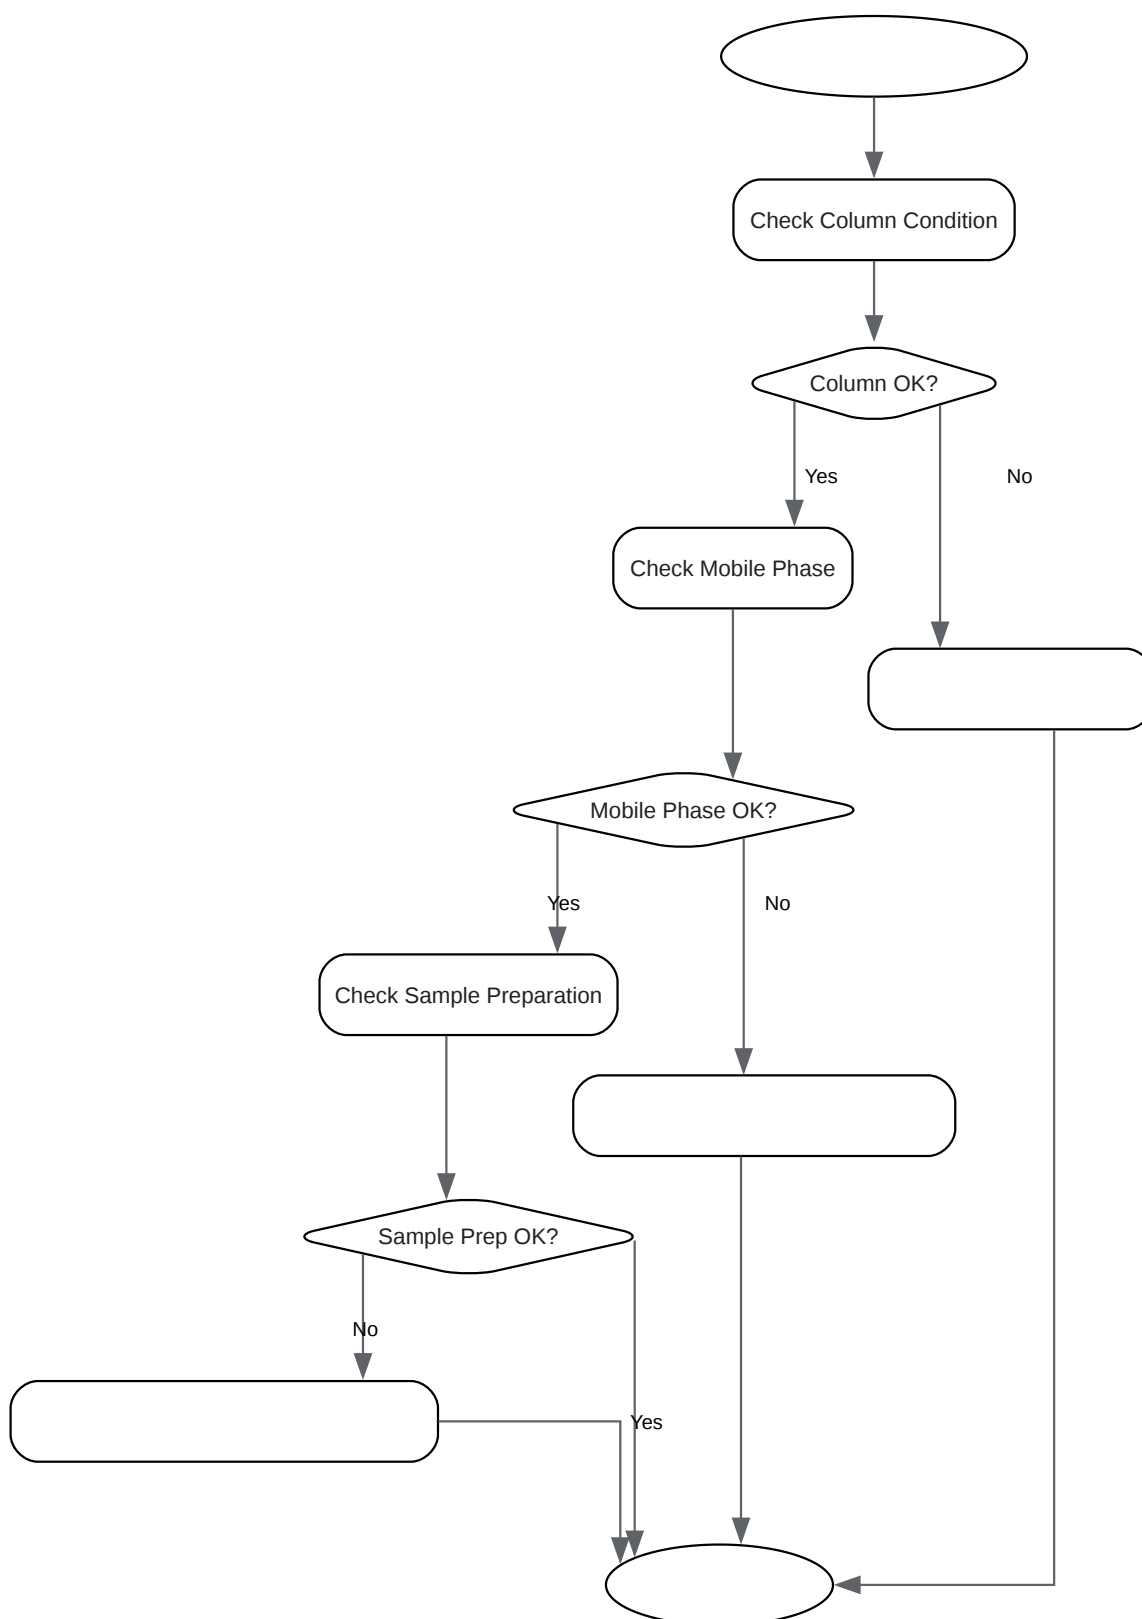 Check Column Condition
Column OK?
Yes
No
Check Mobile Phase
Mobile Phase OK?
Yes
No
Check Sample Preparation
Sample Prep OK?
No
Yes